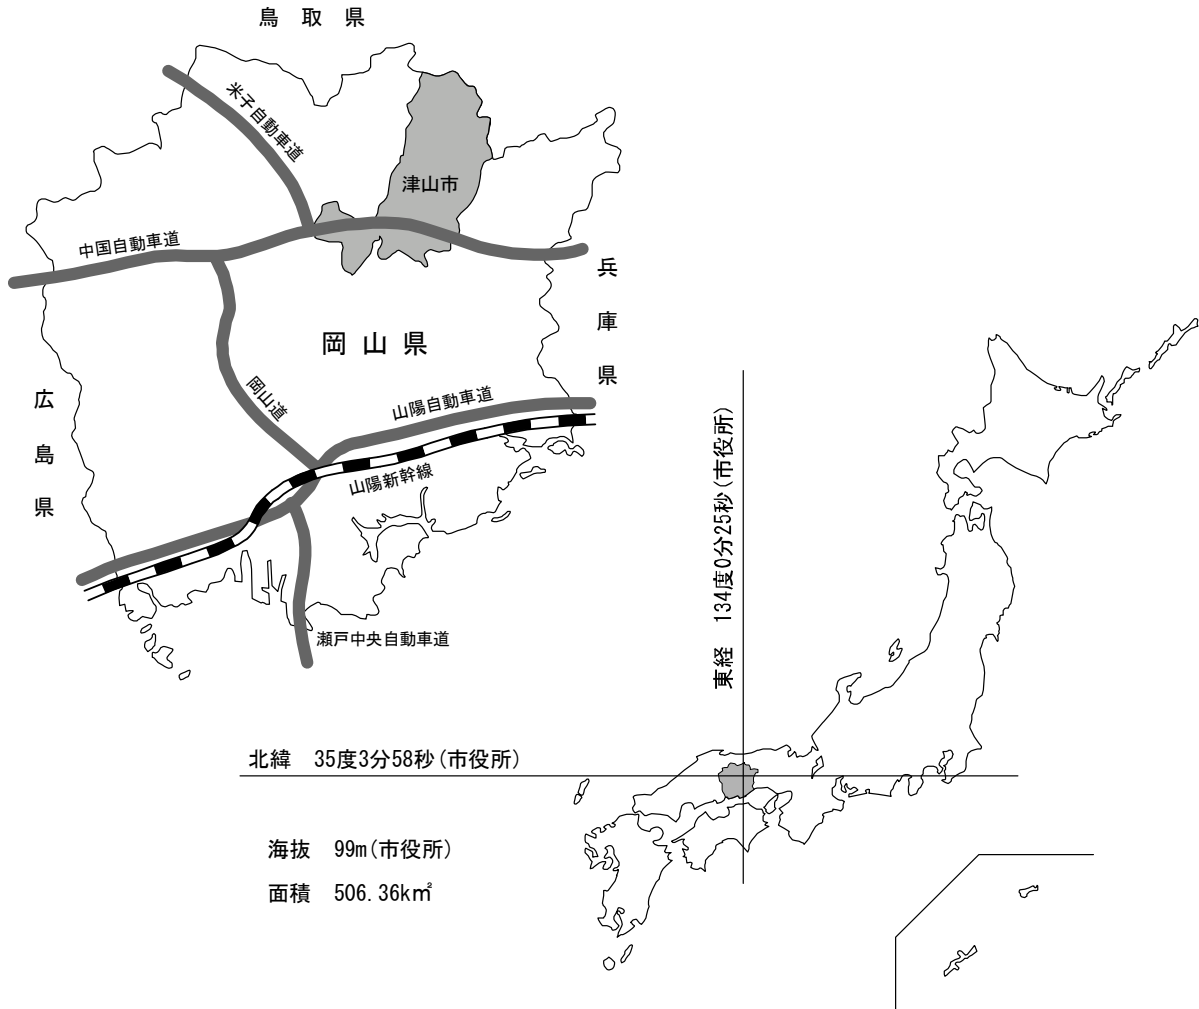 鳥取県
米子自動車道
津山市
中国自動車道
兵庫県
岡山県
広島県
岡山道
山陽自動車道
山陽新幹線
瀬戸中央自動車道
東経 134度0分25秒(市役所)
北緯 35度3分58秒(市役所)
海抜 99m(市役所)
面積 506.36k㎡